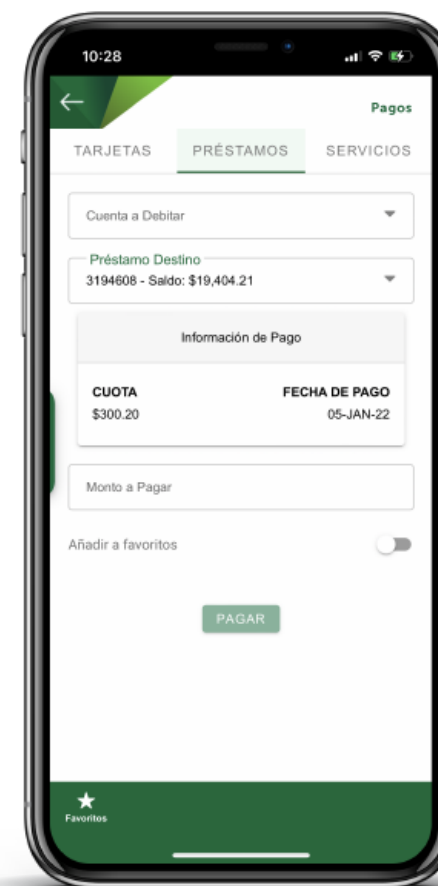 10:28
Pagos
TARJETAS PRÉSTAMOS SERVICIOS
Cuenta a Debitar
Préstamo Destino
3194608 - Saldo: $19,404.21
Información de Pago
CUOTA FECHA DE PAGO
$300.20 05-JAN-22
Monto a Pagar
Añadir a favoritos
PAGAR
Favoritos